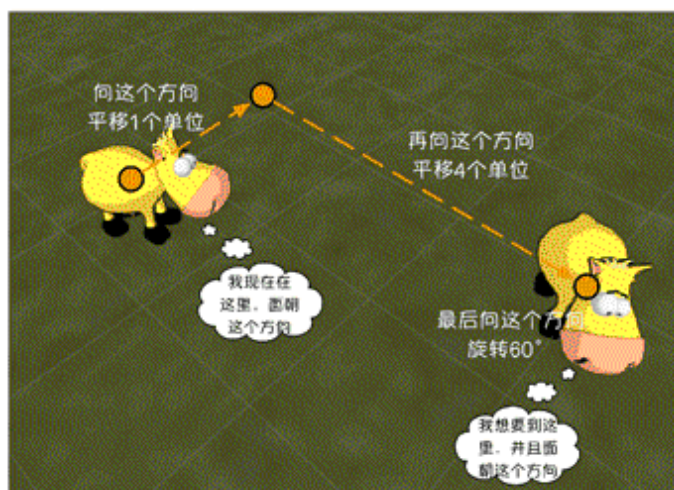 向这个方向
平移1个单位
再向这个方向
平移4个单位
我现在在
这里，面朝
这个方向
最后向这个方向
旋转60°
我想要到这
里，并且面
朝这个方向